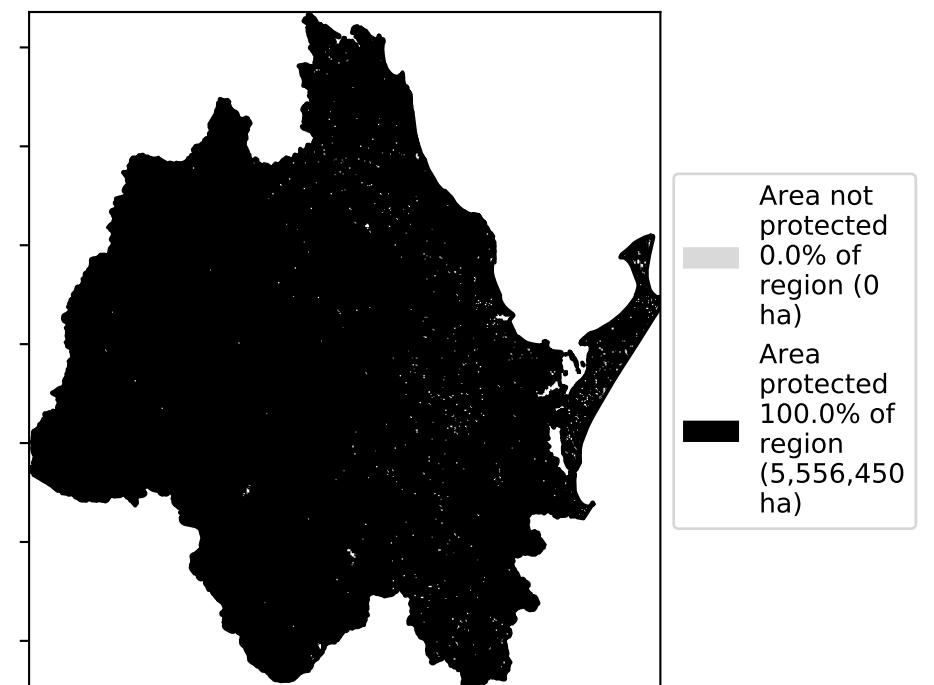 Area not
protected
0.0% of
region (0
ha)
Area
protected
100.0% of
region
(5,556,450
ha)